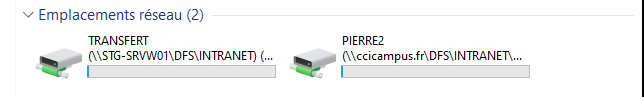 Emplacements réseau (2)
TRANSFERT
(\\STG-SRVW01\DFS\INTRANET) (...
PIERRE2
(\\ccicampus.fr\DFS\INTRANET\...